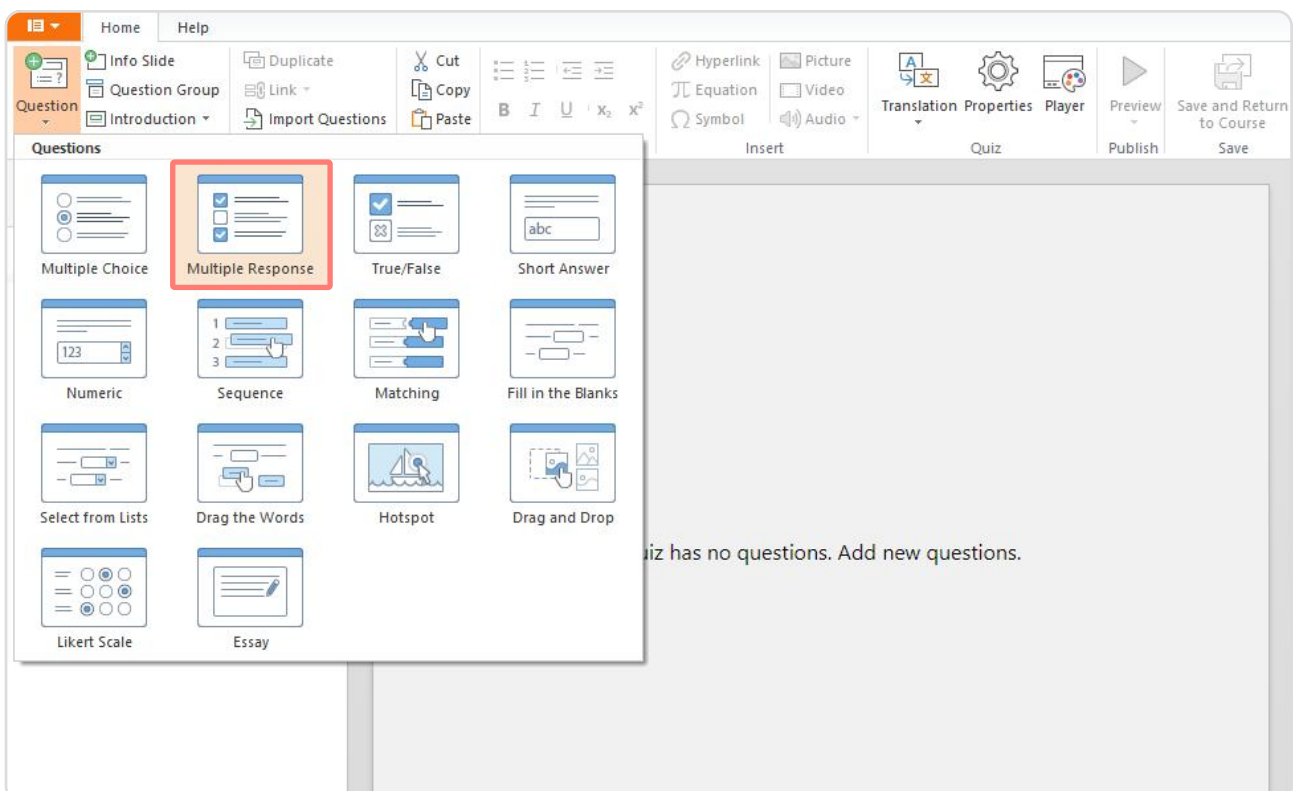 Home Help
Info Slide
Duplicate
Cut
Hyperlink
Picture
Question Group
Link
Copy
Equation
Video
Question
Translation Properties Player
Preview
Save and Return
to Course
Introduction
Import Questions
Paste
B I U X₂ X²
Symbol
Audio
Questions
Insert
Quiz
Publish
Save
abc
Multiple Choice
Multiple Response
True/False
Short Answer
1
2
3
123
Numeric
Sequence
Matching
Fill in the Blanks
Select from Lists
Drag the Words
Hotspot
Drag and Drop
uiz has no questions. Add new questions.
Likert Scale
Essay